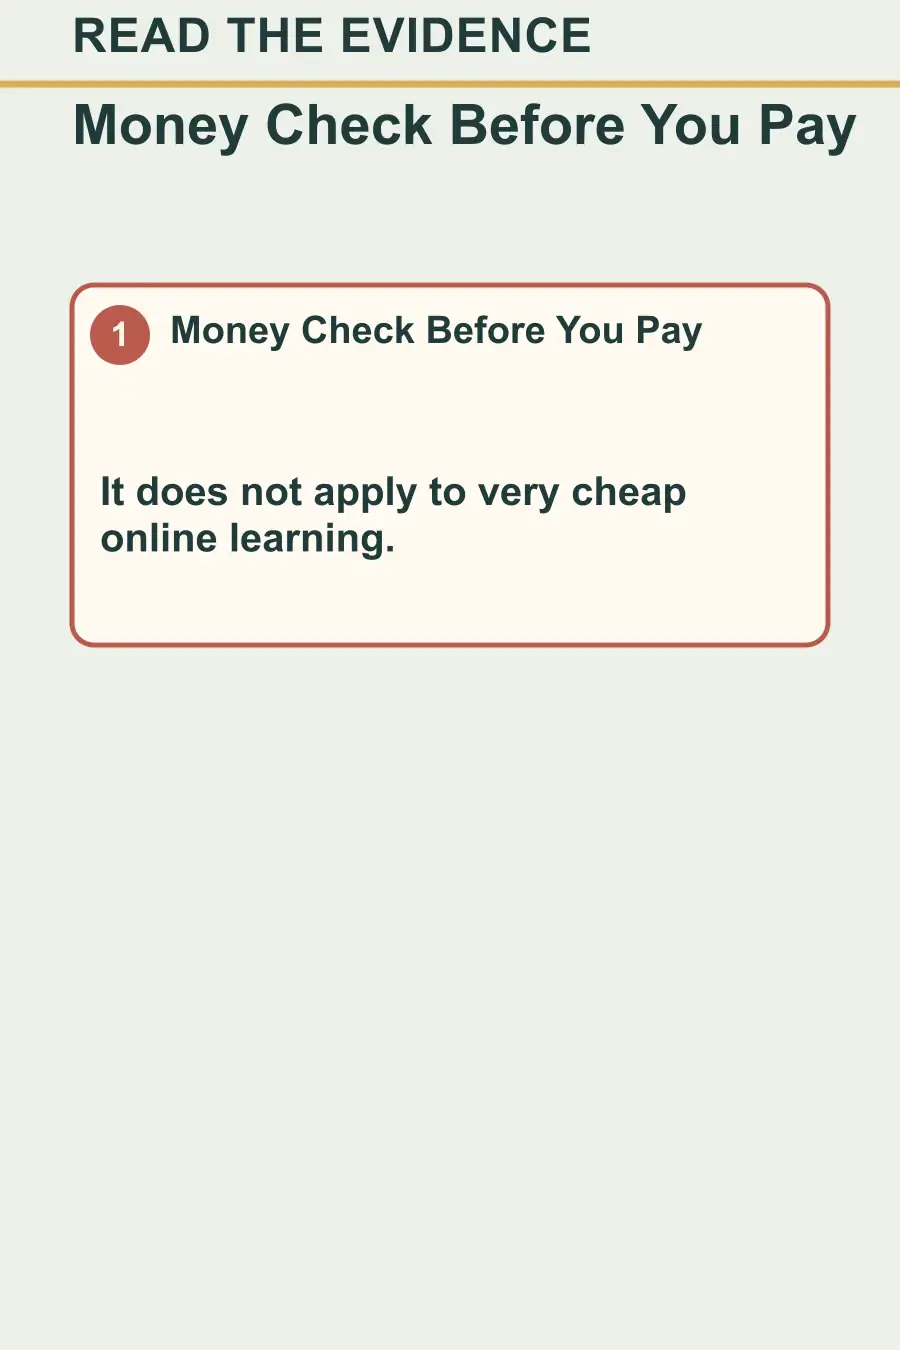 READ THE EVIDENCE
Money Check Before You Pay
1 Money Check Before You Pay
It does not apply to very cheap
online learning.